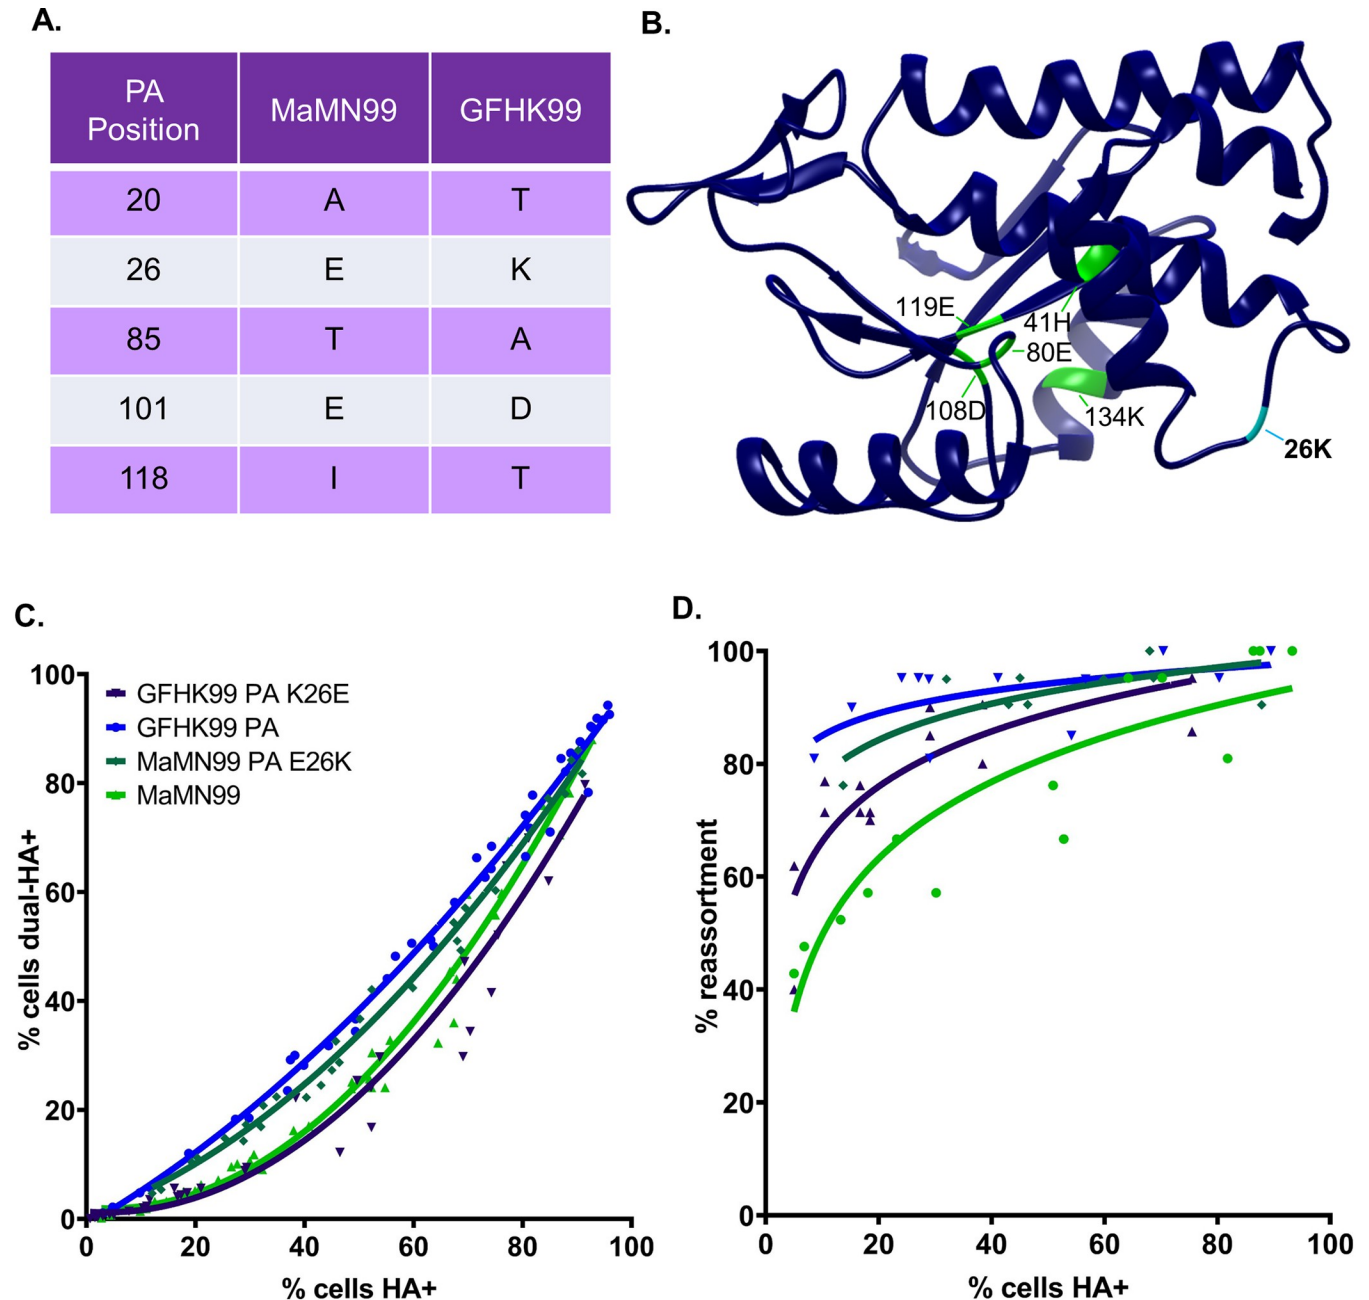 A.
PA Position MaMN99 GFHK99
20 A T
26 E K
85 T A
101 E D
118 I T
B.
119E
41H
80E
108D
134K
26K
C.
GFHK99 PA K26E
GFHK99 PA
MaMN99 PA E26K
MaMN99
% cells dual-HA+
100
80
60
40
20
0
0 20 40 60 80 100
% cells HA+
D.
% reassortment
100
80
60
40
20
0
0 20 40 60 80 100
% cells HA+